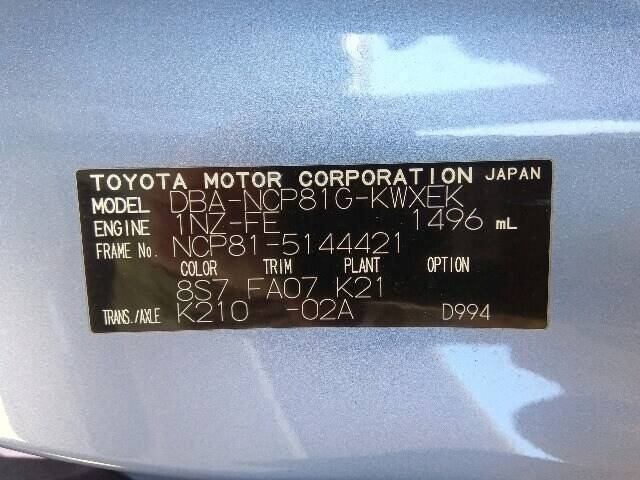 TOYOTA MOTOR CORPORATION JAPAN
MODEL DBA-NCP81G-KWXEK
ENGINE 1NZ-FE 1496 mL
FRAME No. NCP81-5144421
COLOR TRIM PLANT OPTION
8S7 FA07 K21
TRANS./AXLE K210 -02A D994